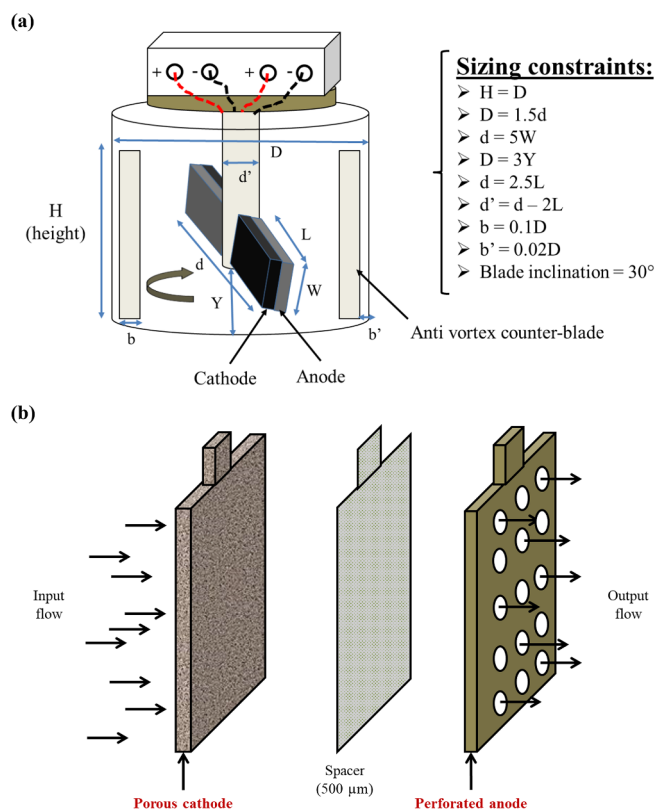 (a)
+ - + -
Sizing constraints:
➢ H = D
➢ D = 1.5d
➢ d = 5W
➢ D = 3Y
➢ d = 2.5L
➢ d' = d – 2L
➢ b = 0.1D
➢ b' = 0.02D
➢ Blade inclination = 30°
D
d'
H
(height)
L
d
W
Y
b
b'
Anti vortex counter-blade
Cathode
Anode
(b)
Input
flow
Output
flow
Spacer
(500 µm)
Porous cathode
Perforated anode